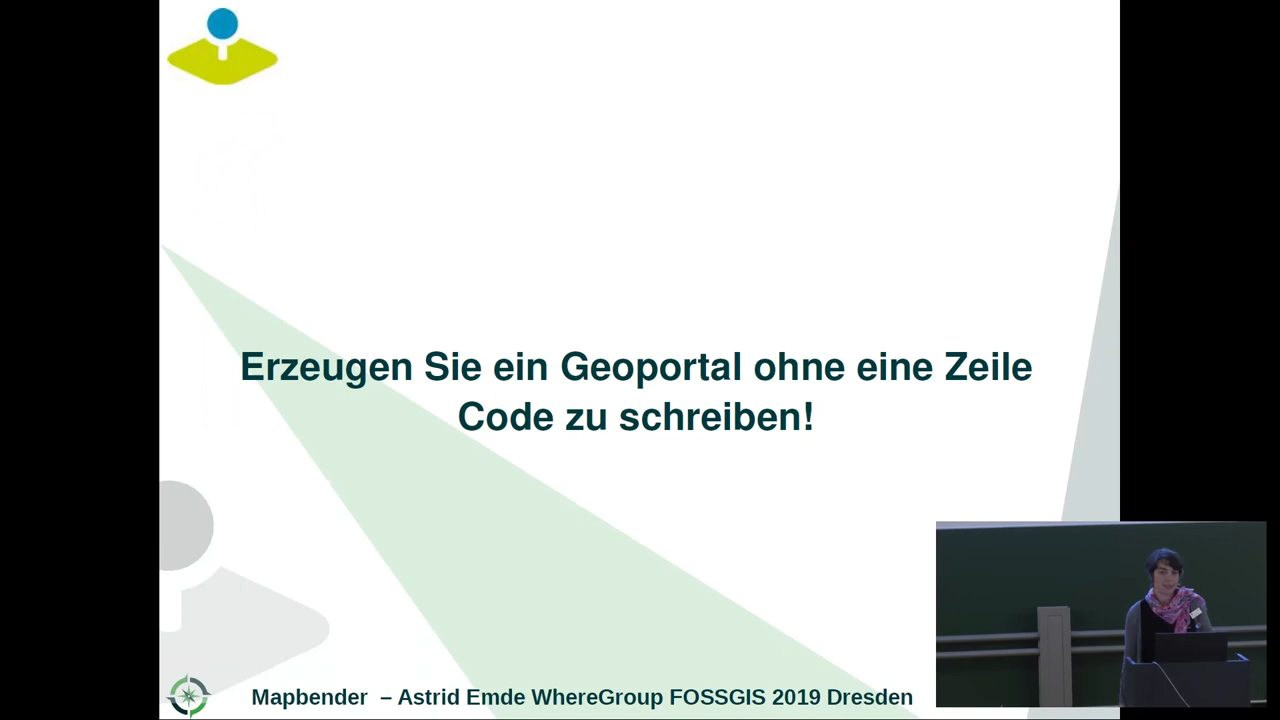 Erzeugen Sie ein Geoportal ohne eine Zeile
Code zu schreiben!
Mapbender – Astrid Emde WhereGroup FOSSGIS 2019 Dresden